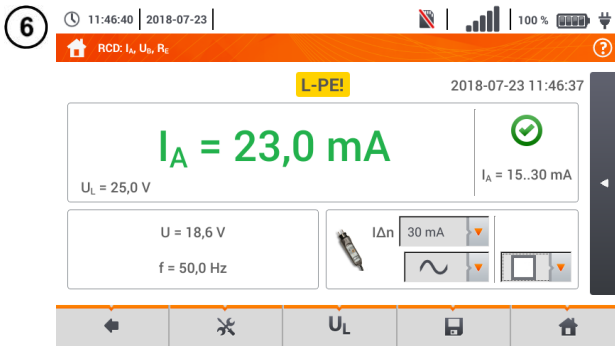 6
11:46:40 2018-07-23 100 %
RCD: IA, UB, RE ?
L-PE! 2018-07-23 11:46:37
IA = 23,0 mA
IA = 15..30 mA
UL = 25,0 V
U = 18,6 V
f = 50,0 Hz
IΔn 30 mA
UL